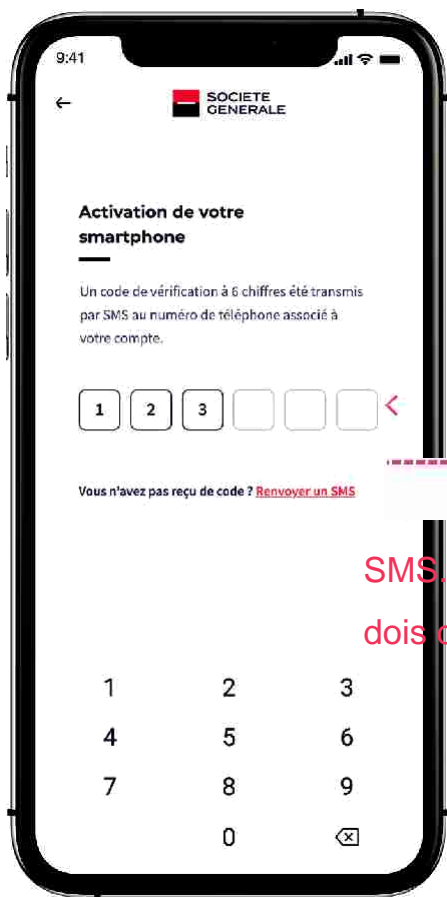 9:41
SOCIETE
GENERALE
Activation de votre
smartphone
Un code de vérification à 6 chiffres été transmis
par SMS au numéro de téléphone associé à
votre compte.
1 2 3
Vous n'avez pas reçu de code ? Renvoyer un SMS
SMS.
dois
1 2 3
4 5 6
7 8 9
0